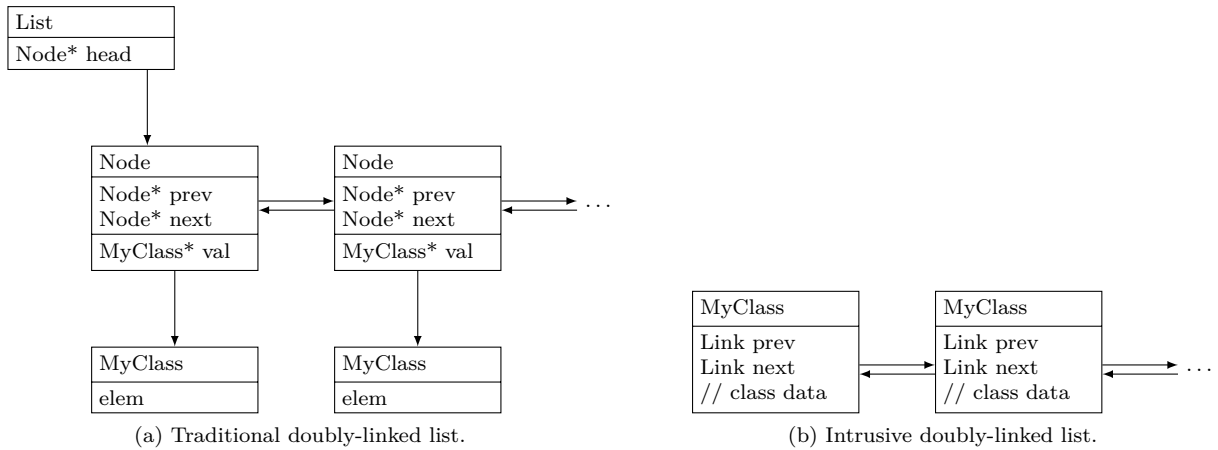 List
Node* head
Node
Node* prev
Node* next
MyClass* val
Node
Node* prev
Node* next
MyClass* val
...
MyClass
elem
MyClass
elem
(a) Traditional doubly-linked list.
MyClass
Link prev
Link next
// class data
MyClass
Link prev
Link next
// class data
...
(b) Intrusive doubly-linked list.